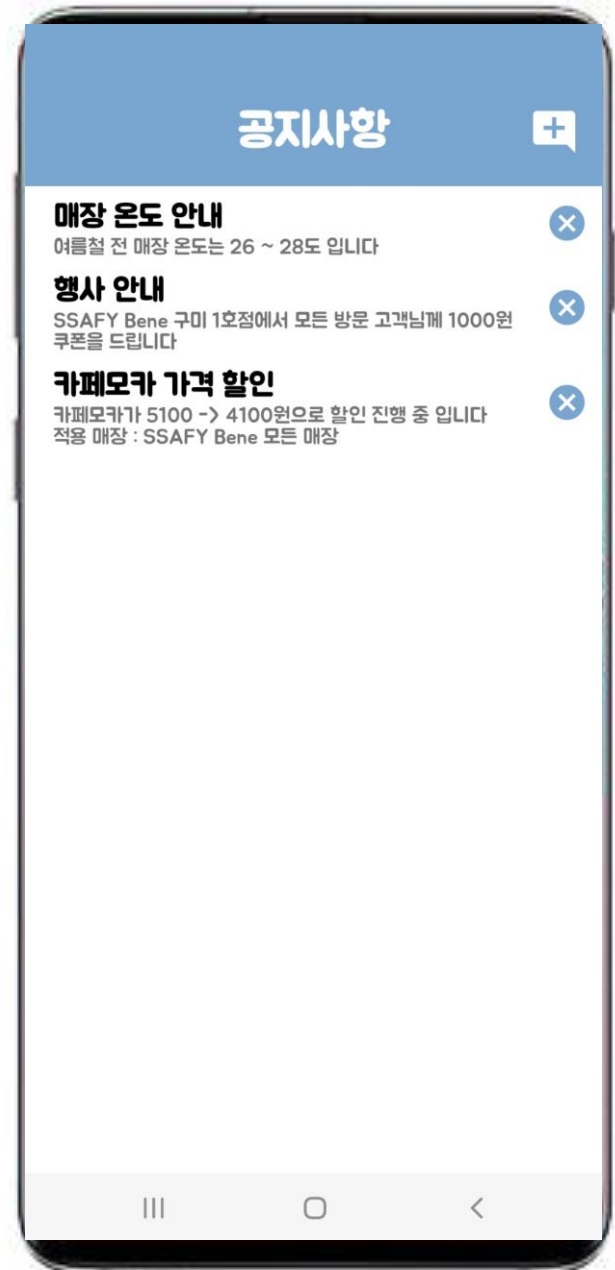 공지사항
매장 온도 안내
여름철 전 매장 온도는 26 ~ 28도 입니다
행사 안내
SSAFY Bene 구미 1호점에서 모든 방문 고객님께 1000원
쿠폰을 드립니다
카페모카 가격 할인
카페모카가 5100 -> 4100원으로 할인 진행 중 입니다
적용 매장 : SSAFY Bene 모든 매장